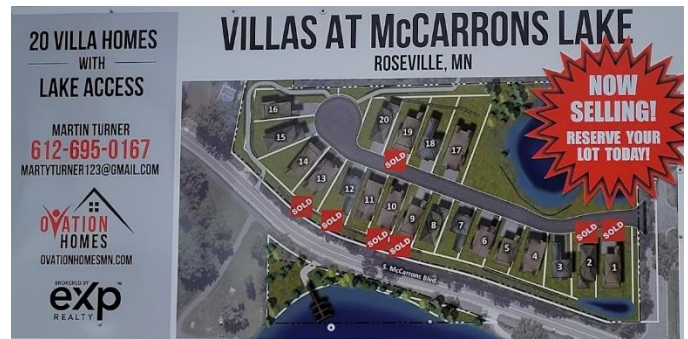 20 VILLA HOMES
WITH
LAKE ACCESS
MARTIN TURNER
612-695-0167
MARTYTURNER123@GMAIL.COM
OVATION
HOMES
OVATIONHOMESMN.COM
BROKERED BY
exp
REALTY
VILLAS AT McCARRONS LAKE
ROSEVILLE, MN
NOW
SELLING!
RESERVE YOUR
LOT TODAY!
16
15
14
13
12
11
10
9
8
7
6
5
4
3
2
1
20
19
18
17
SOLD
SOLD
SOLD
SOLD
SOLD
SOLD
SOLD
S. McCarrons Blvd.